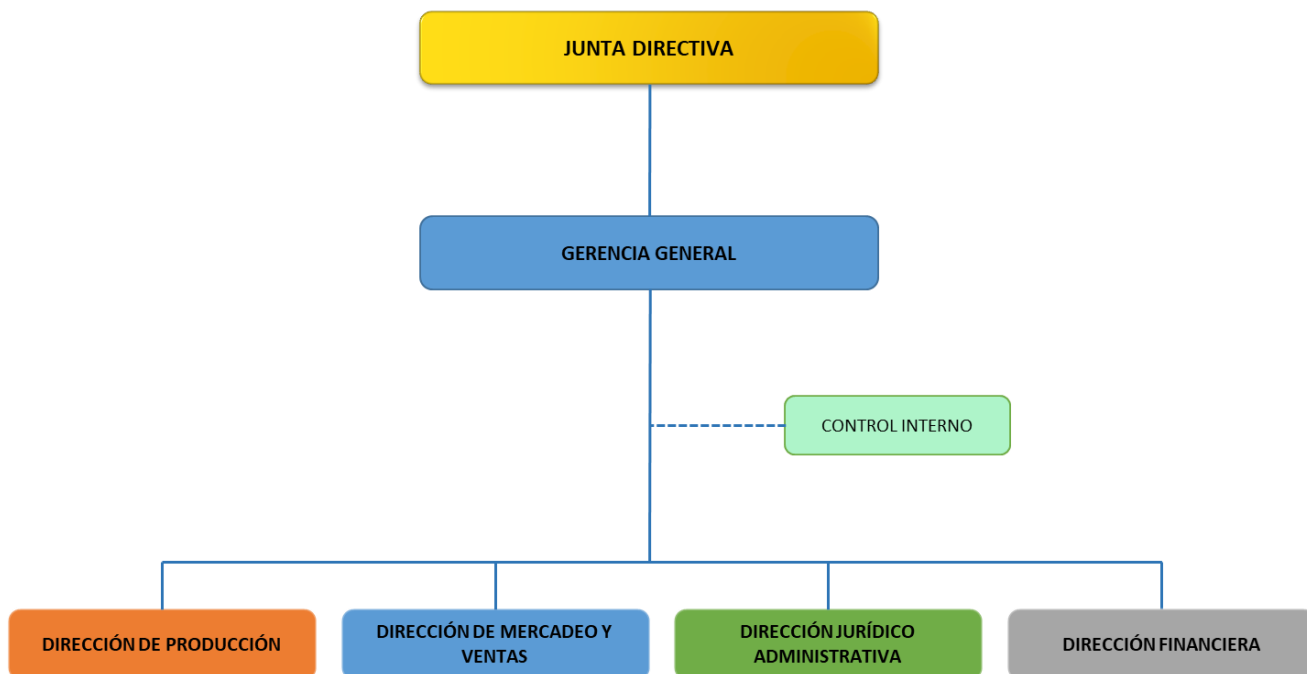 JUNTA DIRECTIVA
GERENCIA GENERAL
CONTROL INTERNO
DIRECCIÓN DE PRODUCCIÓN
DIRECCIÓN DE MERCADEO Y
VENTAS
DIRECCIÓN JURÍDICO
ADMINISTRATIVA
DIRECCIÓN FINANCIERA